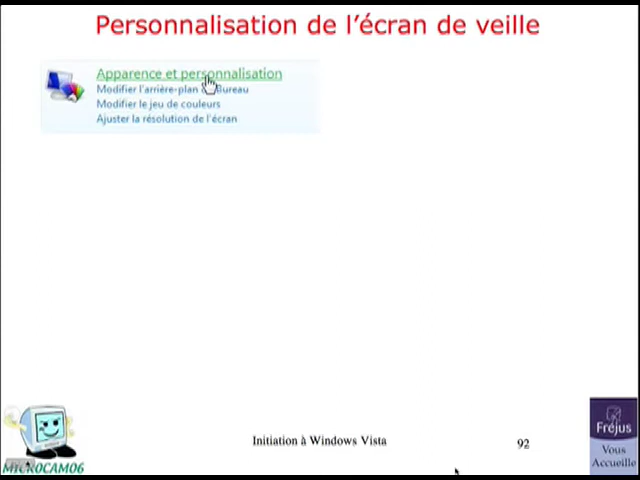 Personnalisation de l'écran de veille
Apparence et personnalisation
Modifier l'arrière-plan Bureau
Modifier le jeu de couleurs
Ajuster la résolution de l'écran
Initiation à Windows Vista
92
MICROCAM06
Fréjus
Vous
Accueille